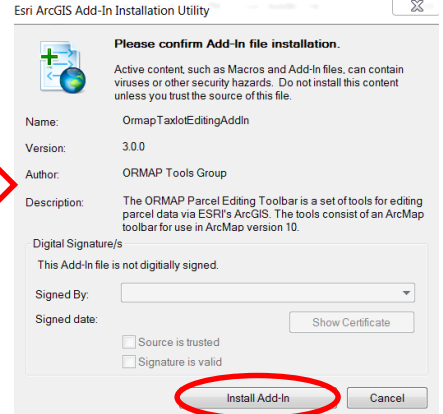 Esri ArcGIS Add-In Installation Utility
Please confirm Add-In file installation.
Active content, such as Macros and Add-In files, can contain
viruses or other security hazards. Do not install this content
unless you trust the source of this file.
Name: OrmapTaxlotEditingAddIn
Version: 3.0.0
Author: ORMAP Tools Group
Description: The ORMAP Parcel Editing Toolbar is a set of tools for editing
parcel data via ESRI's ArcGIS. The tools consist of an ArcMap
toolbar for use in ArcMap version 10.
Digital Signature/s
This Add-In file is not digitially signed.
Signed By:
Signed date:
Show Certificate
Source is trusted
Signature is valid
Install Add-In Cancel